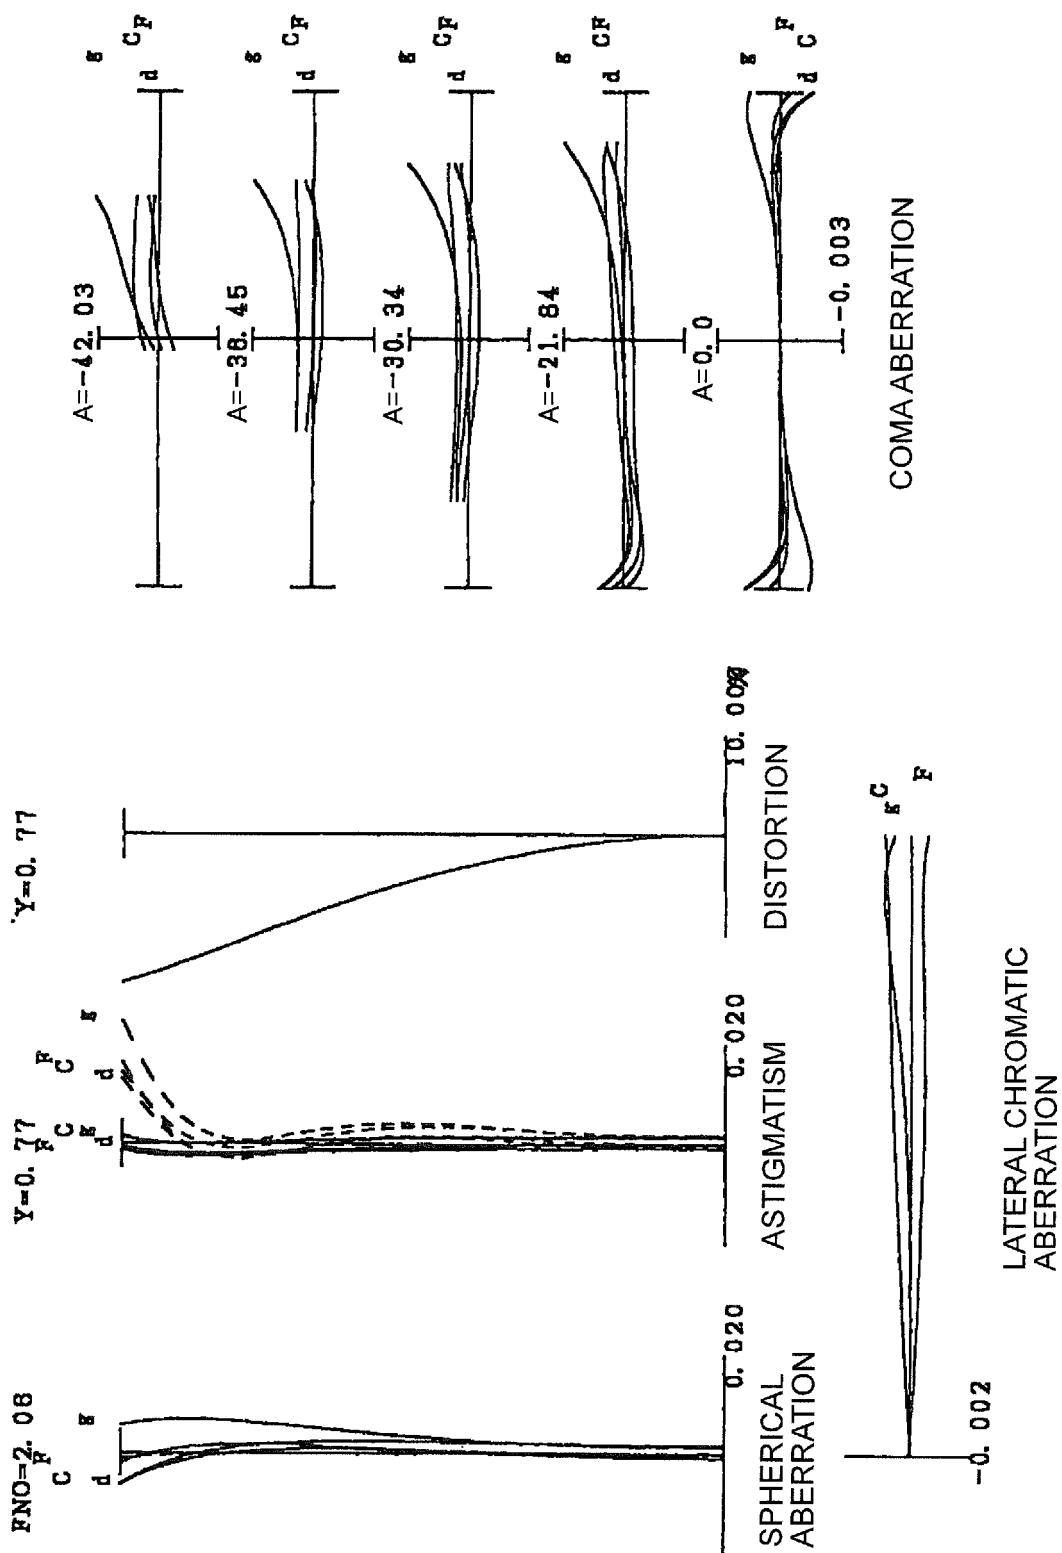 FNO=2.08
g
F
C
d
0.020
SPHERICAL
ABERRATION
Y=0.77
g
F
C
d
g
C
F
d
0.020
ASTIGMATISM
Y=0.77
10.00%
DISTORTION
A=-42.03
g
C F
d
A=-38.45
g
C F
d
A=-30.34
g
C F
d
A=-21.84
g
C F
d
A=0.0
g
F
C
d
-0.003
COMA ABERRATION
g C
F
-0.002
LATERAL CHROMATIC
ABERRATION